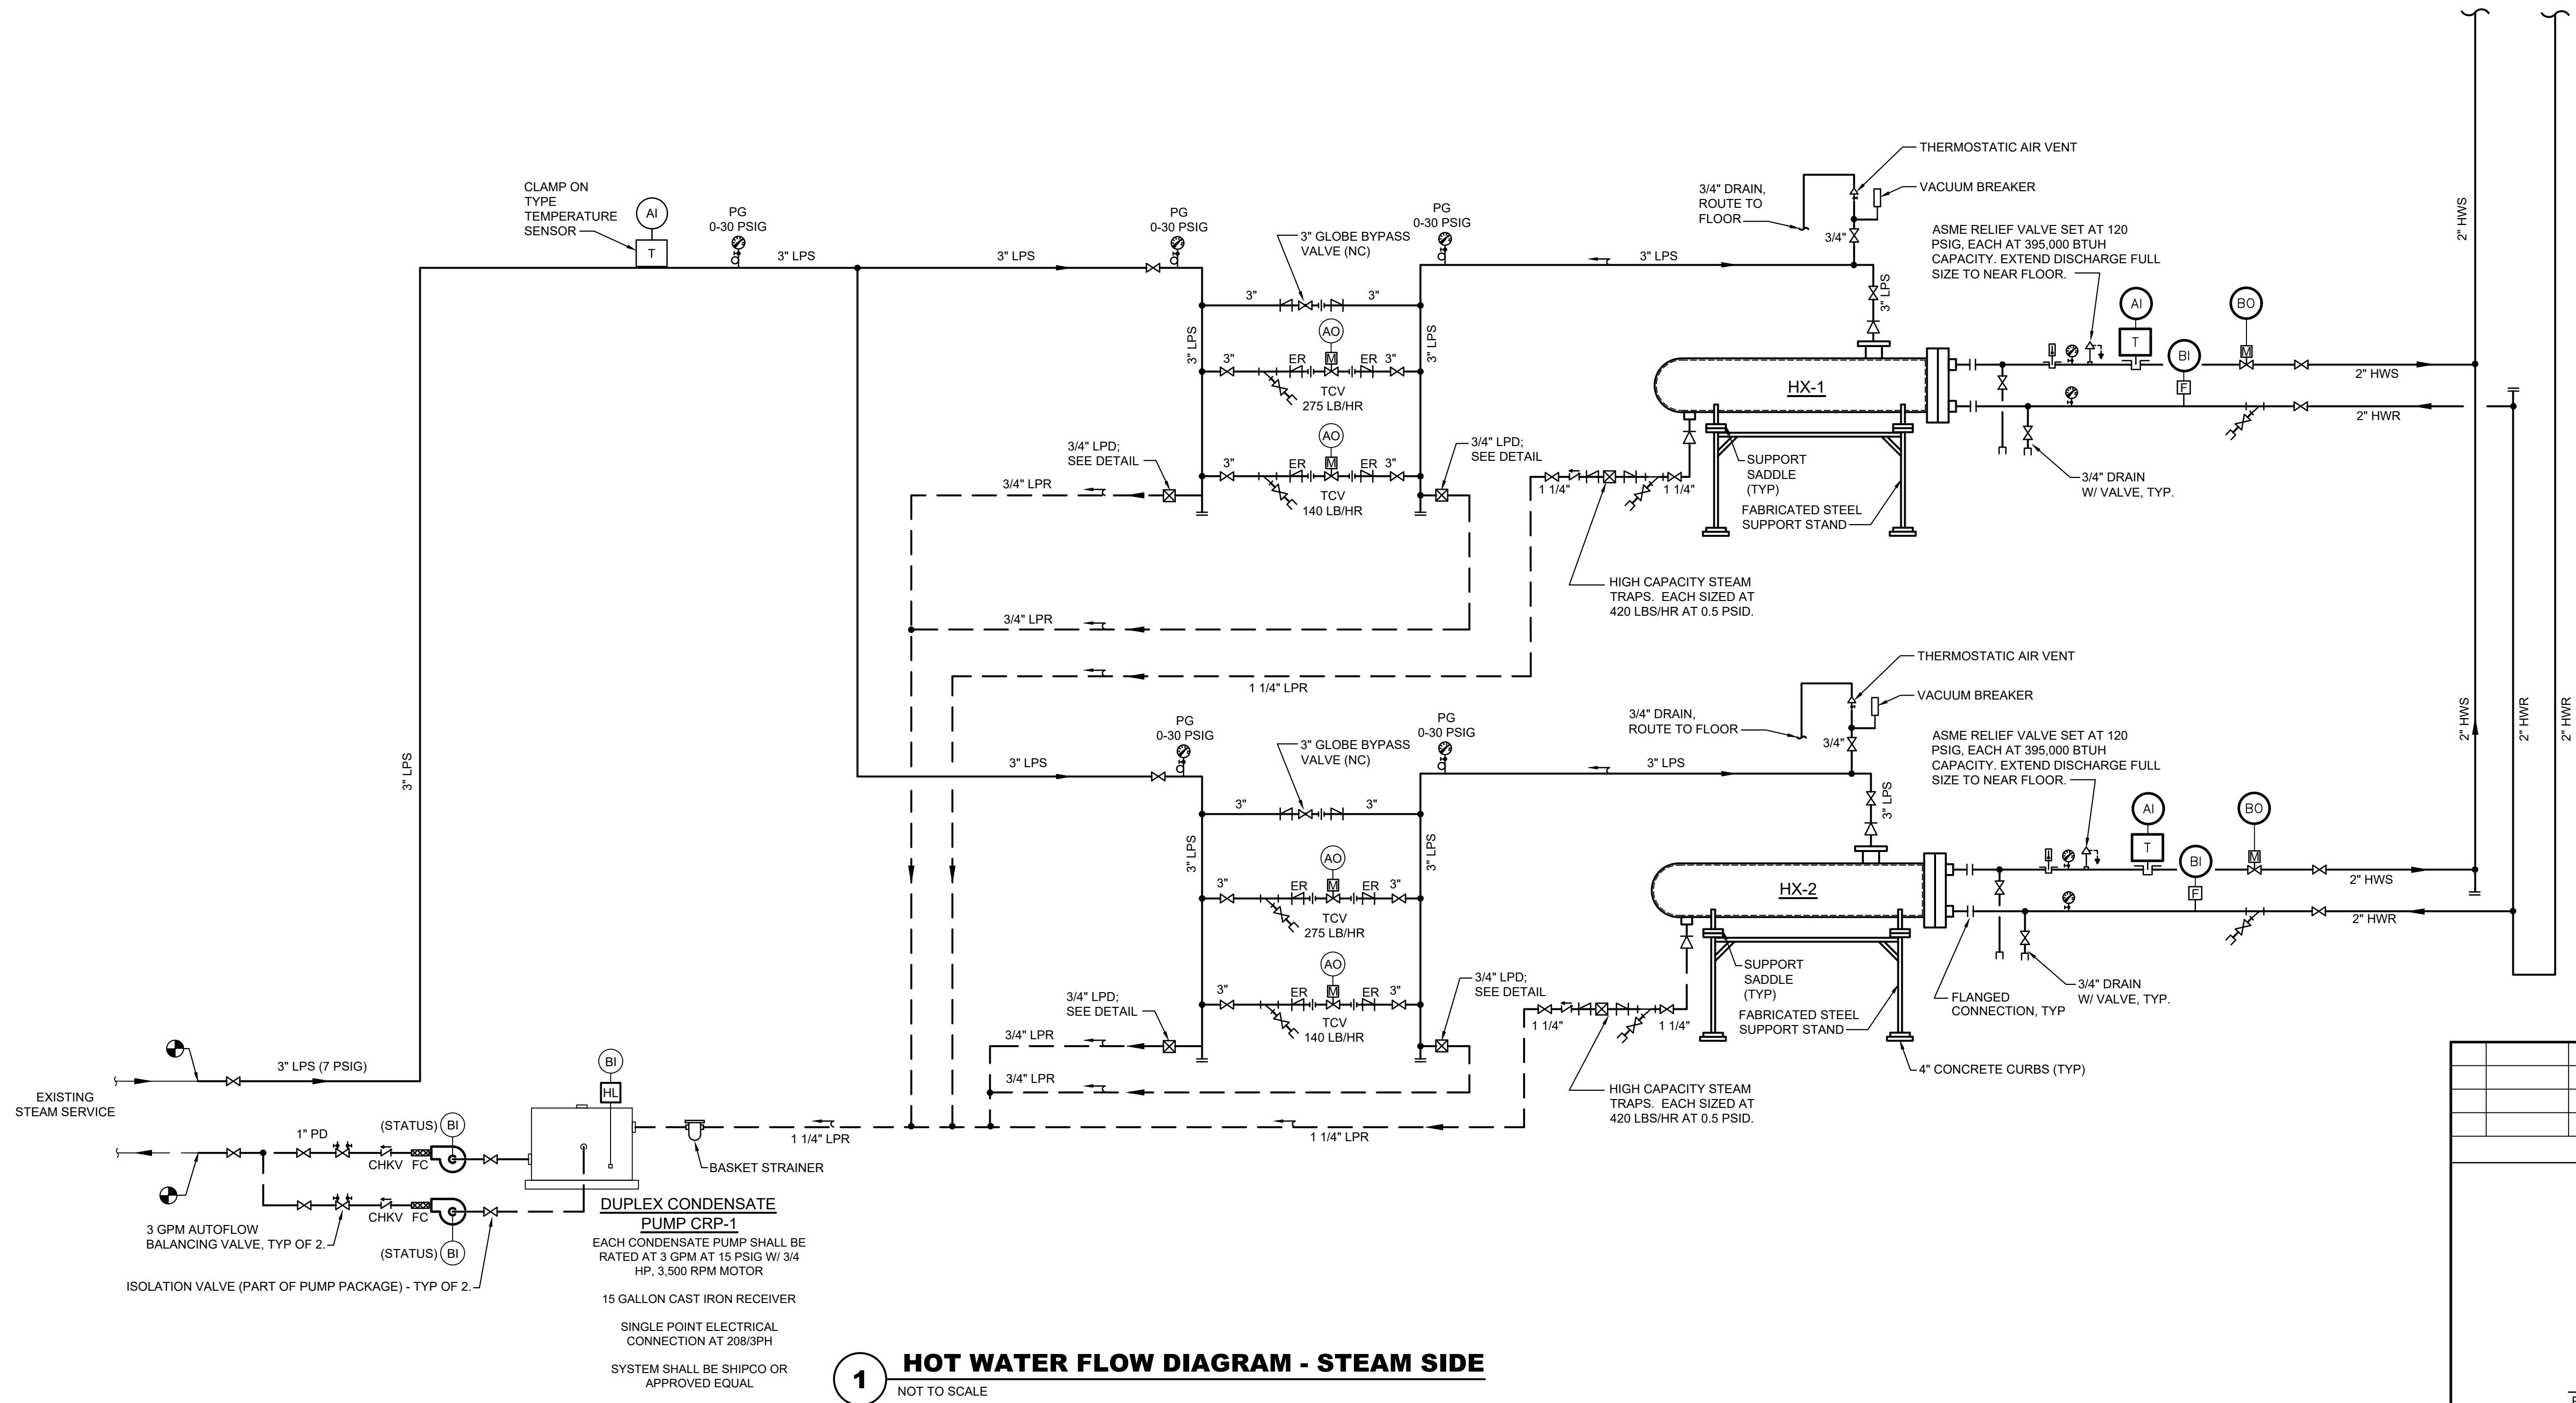 CLAMP ON
TYPE
TEMPERATURE
SENSOR
AI
T
PG
0-30 PSIG
3" LPS
3" LPS
PG
0-30 PSIG
3" GLOBE BYPASS
VALVE (NC)
PG
0-30 PSIG
3" LPS
3/4" DRAIN,
ROUTE TO
FLOOR
3/4"
THERMOSTATIC AIR VENT
VACUUM BREAKER
ASME RELIEF VALVE SET AT 120
PSIG, EACH AT 395,000 BTUH
CAPACITY. EXTEND DISCHARGE FULL
SIZE TO NEAR FLOOR.
2" HWS
3"
3"
3" LPS
3" LPS
3" LPS
AO
3"
ER
M
ER
3"
TCV
275 LB/HR
AO
3"
ER
M
ER
3"
TCV
140 LB/HR
HX-1
AI
T
BI
F
BO
M
2" HWS
2" HWR
3/4" LPD;
SEE DETAIL
3/4" LPD;
SEE DETAIL
3/4" LPR
1 1/4"
1 1/4"
SUPPORT
SADDLE
(TYP)
FABRICATED STEEL
SUPPORT STAND
3/4" DRAIN
W/ VALVE, TYP.
HIGH CAPACITY STEAM
TRAPS. EACH SIZED AT
420 LBS/HR AT 0.5 PSID.
3/4" LPR
1 1/4" LPR
3" LPS
3" LPS
PG
0-30 PSIG
3" GLOBE BYPASS
VALVE (NC)
PG
0-30 PSIG
3" LPS
3/4" DRAIN,
ROUTE TO FLOOR
3/4"
THERMOSTATIC AIR VENT
VACUUM BREAKER
ASME RELIEF VALVE SET AT 120
PSIG, EACH AT 395,000 BTUH
CAPACITY. EXTEND DISCHARGE FULL
SIZE TO NEAR FLOOR.
2" HWS
2" HWR
2" HWR
3"
3"
3" LPS
3" LPS
3" LPS
AO
3"
ER
M
ER
3"
TCV
275 LB/HR
AO
3"
ER
M
ER
3"
TCV
140 LB/HR
HX-2
AI
T
BI
F
BO
M
2" HWS
2" HWR
3/4" LPD;
SEE DETAIL
3/4" LPD;
SEE DETAIL
3/4" LPR
3/4" LPR
1 1/4"
1 1/4"
SUPPORT
SADDLE
(TYP)
FABRICATED STEEL
SUPPORT STAND
FLANGED
CONNECTION, TYP
3/4" DRAIN
W/ VALVE, TYP.
4" CONCRETE CURBS (TYP)
HIGH CAPACITY STEAM
TRAPS. EACH SIZED AT
420 LBS/HR AT 0.5 PSID.
1 1/4" LPR
1 1/4" LPR
3" LPS (7 PSIG)
EXISTING
STEAM SERVICE
BI
HL
1" PD
(STATUS)
BI
CHKV
FC
CHKV
FC
(STATUS)
BI
BASKET STRAINER
3 GPM AUTOFLOW
BALANCING VALVE, TYP OF 2.
ISOLATION VALVE (PART OF PUMP PACKAGE) - TYP OF 2.
DUPLEX CONDENSATE
PUMP CRP-1
EACH CONDENSATE PUMP SHALL BE
RATED AT 3 GPM AT 15 PSIG W/ 3/4
HP, 3,500 RPM MOTOR
15 GALLON CAST IRON RECEIVER
SINGLE POINT ELECTRICAL
CONNECTION AT 208/3PH
SYSTEM SHALL BE SHIPCO OR
APPROVED EQUAL
1
HOT WATER FLOW DIAGRAM - STEAM SIDE
NOT TO SCALE